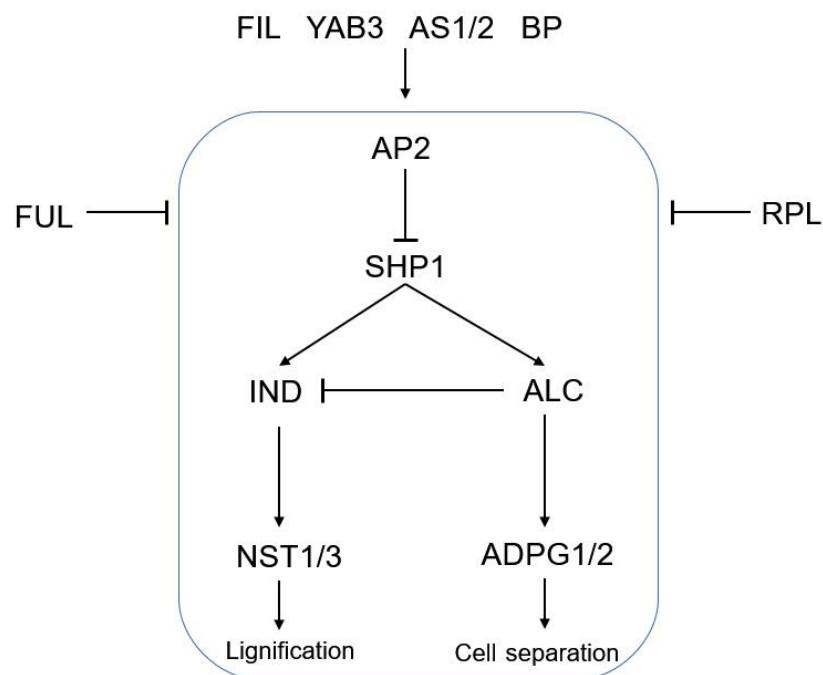 FIL YAB3 AS1/2 BP
AP2
FUL
RPL
SHP1
IND
ALC
NST1/3
ADPG1/2
Lignification
Cell separation